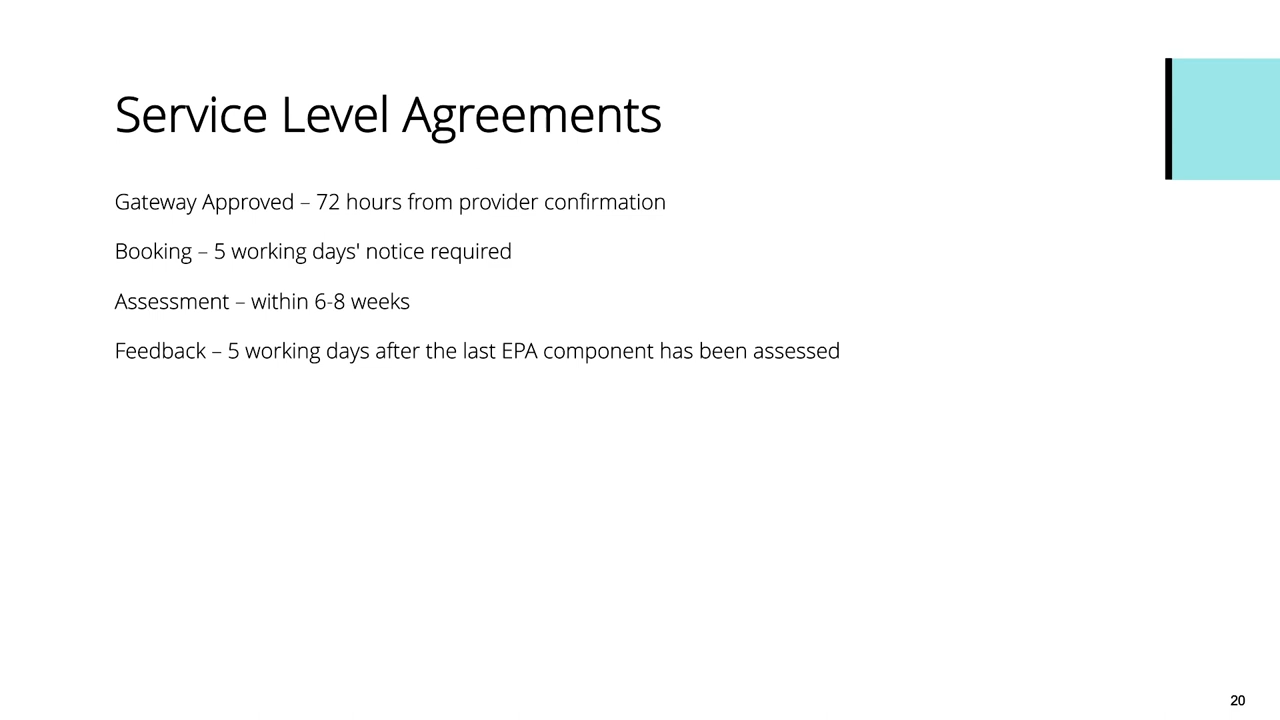 Service Level Agreements
Gateway Approved – 72 hours from provider confirmation
Booking – 5 working days' notice required
Assessment – within 6-8 weeks
Feedback – 5 working days after the last EPA component has been assessed
20